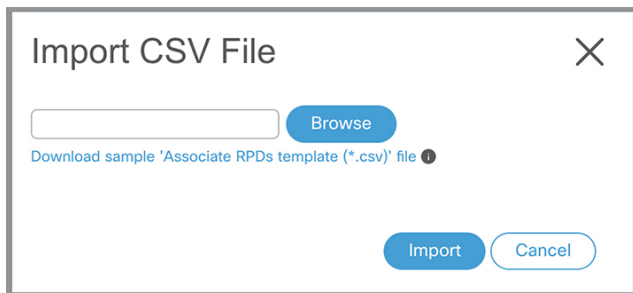 Import CSV File
Browse
Download sample 'Associate RPDs template (*.csv)' file
Import Cancel